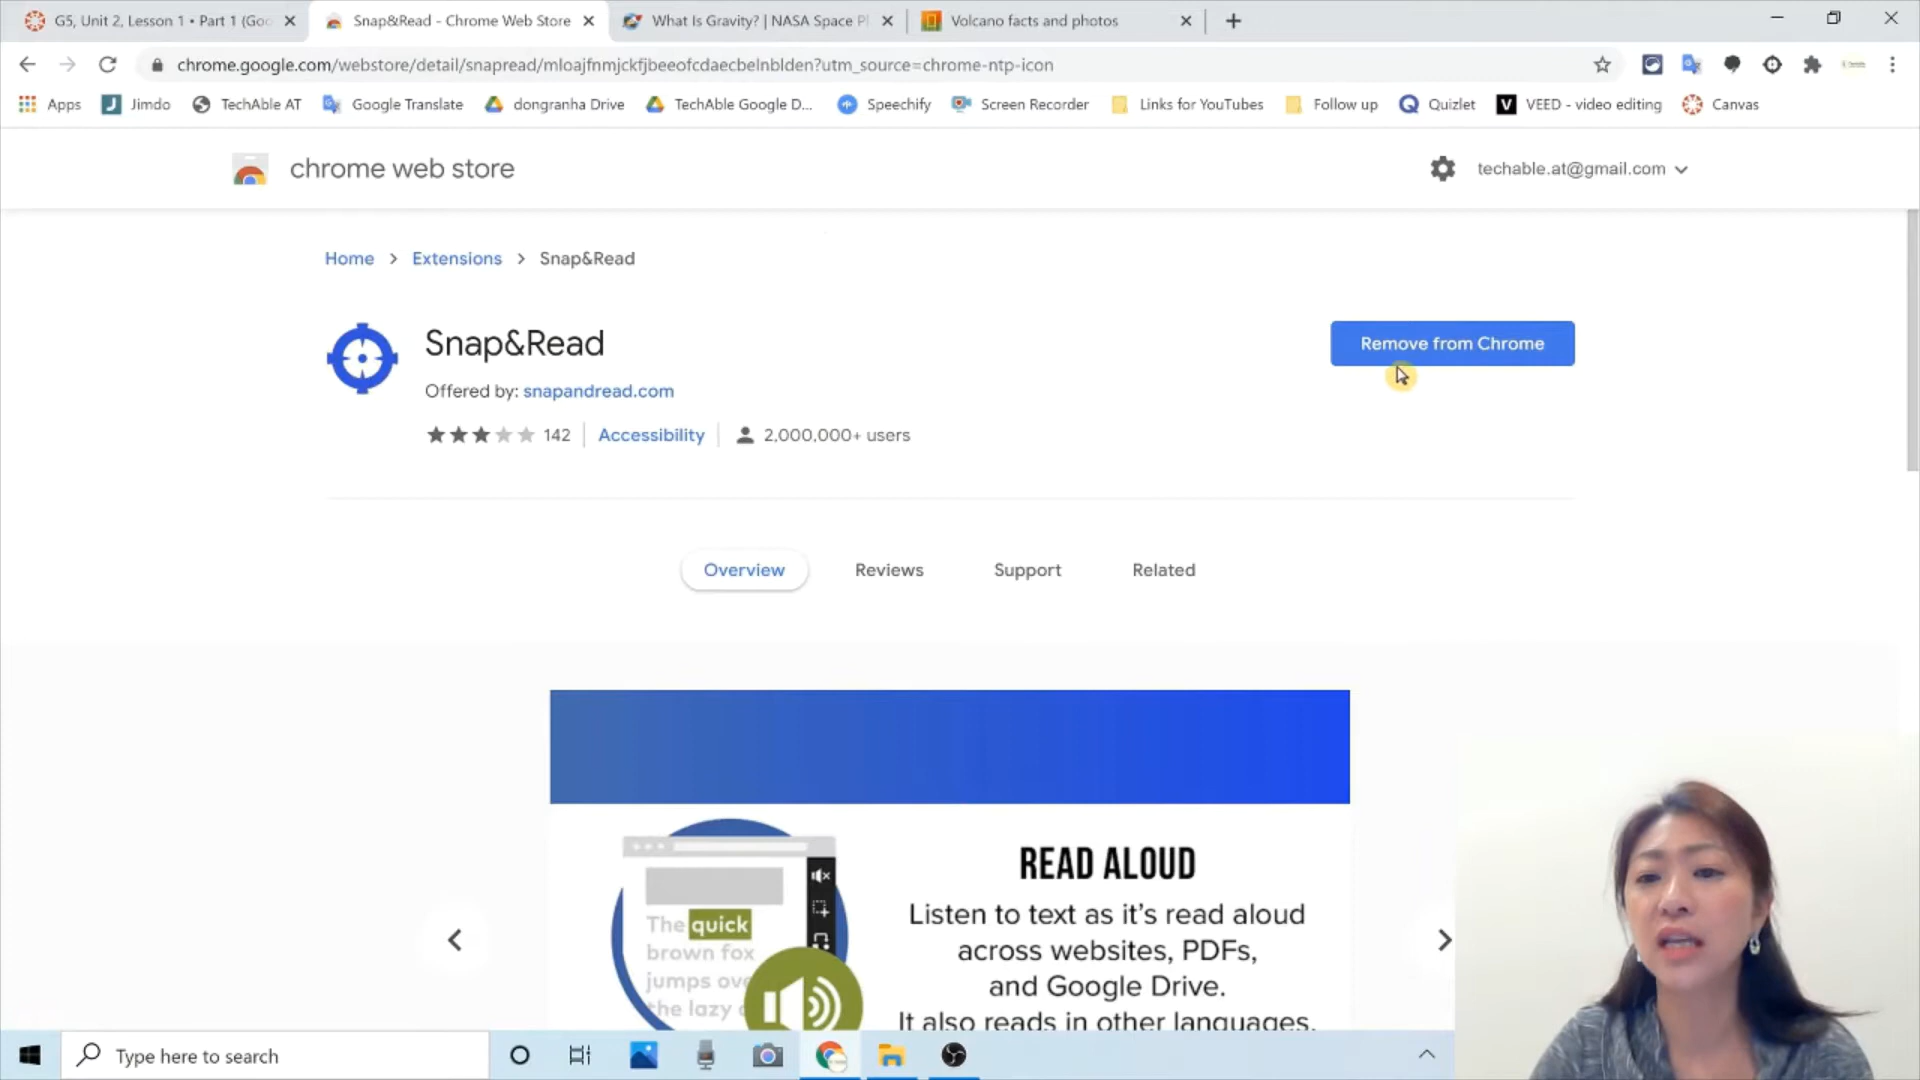 G5, Unit 2, Lesson 1 • Part 1 (Go
Snap&Read - Chrome Web Store
What Is Gravity? | NASA Space Pl
Volcano facts and photos
chrome.google.com/webstore/detail/snapread/mloajfnmjckfjbeeofcdaecbelnblden?utm_source=chrome-ntp-icon
Apps
Jimdo
TechAble AT
Google Translate
dongranha Drive
TechAble Google D...
Speechify
Screen Recorder
Links for YouTubes
Follow up
Quizlet
VEED - video editing
Canvas
chrome web store
techable.at@gmail.com
Home > Extensions > Snap&Read
Snap&Read
Remove from Chrome
Offered by: snapandread.com
142
Accessibility
2,000,000+ users
Overview
Reviews
Support
Related
The quick
brown fox
jumps ove
the lazy
READ ALOUD
Listen to text as it's read aloud
across websites, PDFs,
and Google Drive.
It also reads in other languages.
Type here to search